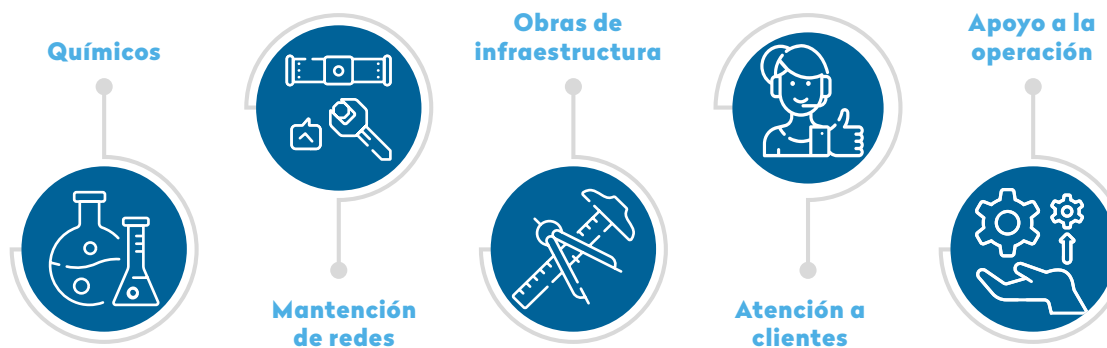 Químicos
Mantención
de redes
Obras de
infraestructura
Atención a
clientes
Apoyo a la
operación